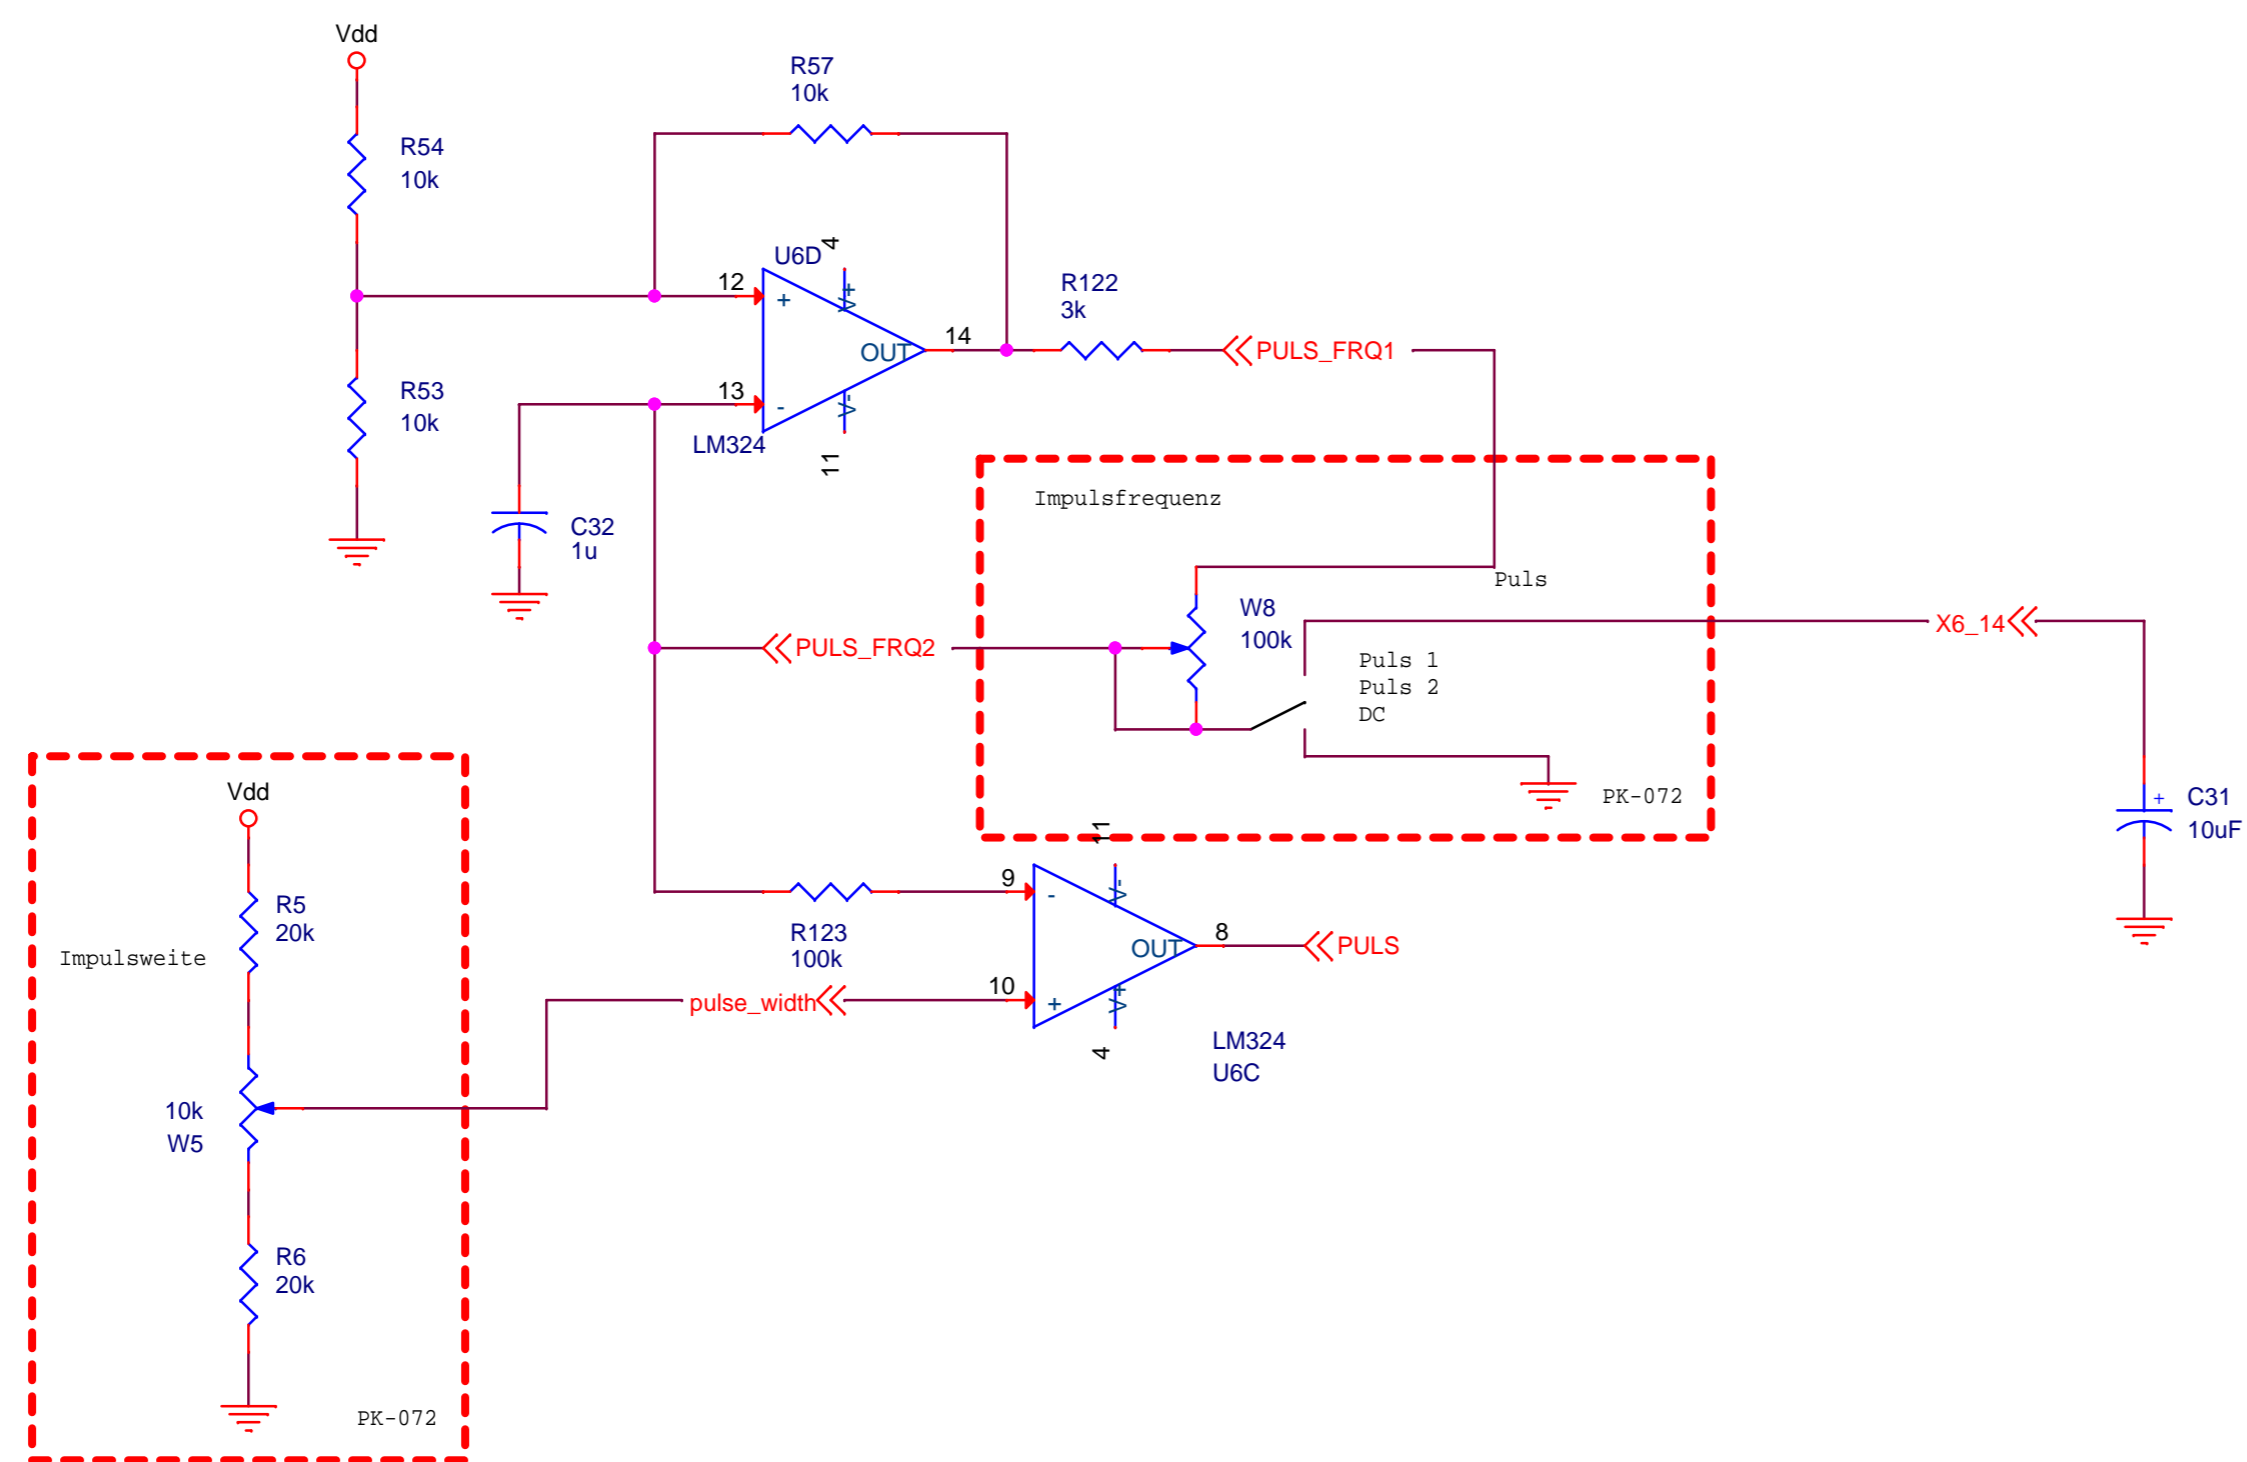 Vdd
R57
10k
R54
10k
U6D
4
12
+
V+
R122
3k
14
OUT
PULS_FRQ1
13
-
V-
R53
10k
LM324
11
Impulsfrequenz
C32
1u
Puls
W8
100k
PULS_FRQ2
X6_14
Puls 1
Puls 2
DC
PK-072
+
C31
10uF
Vdd
11
9
-
V-
R5
20k
R123
100k
8
OUT
PULS
Impulsweite
10
+
V+
pulse_width
4
LM324
U6C
10k
W5
R6
20k
PK-072